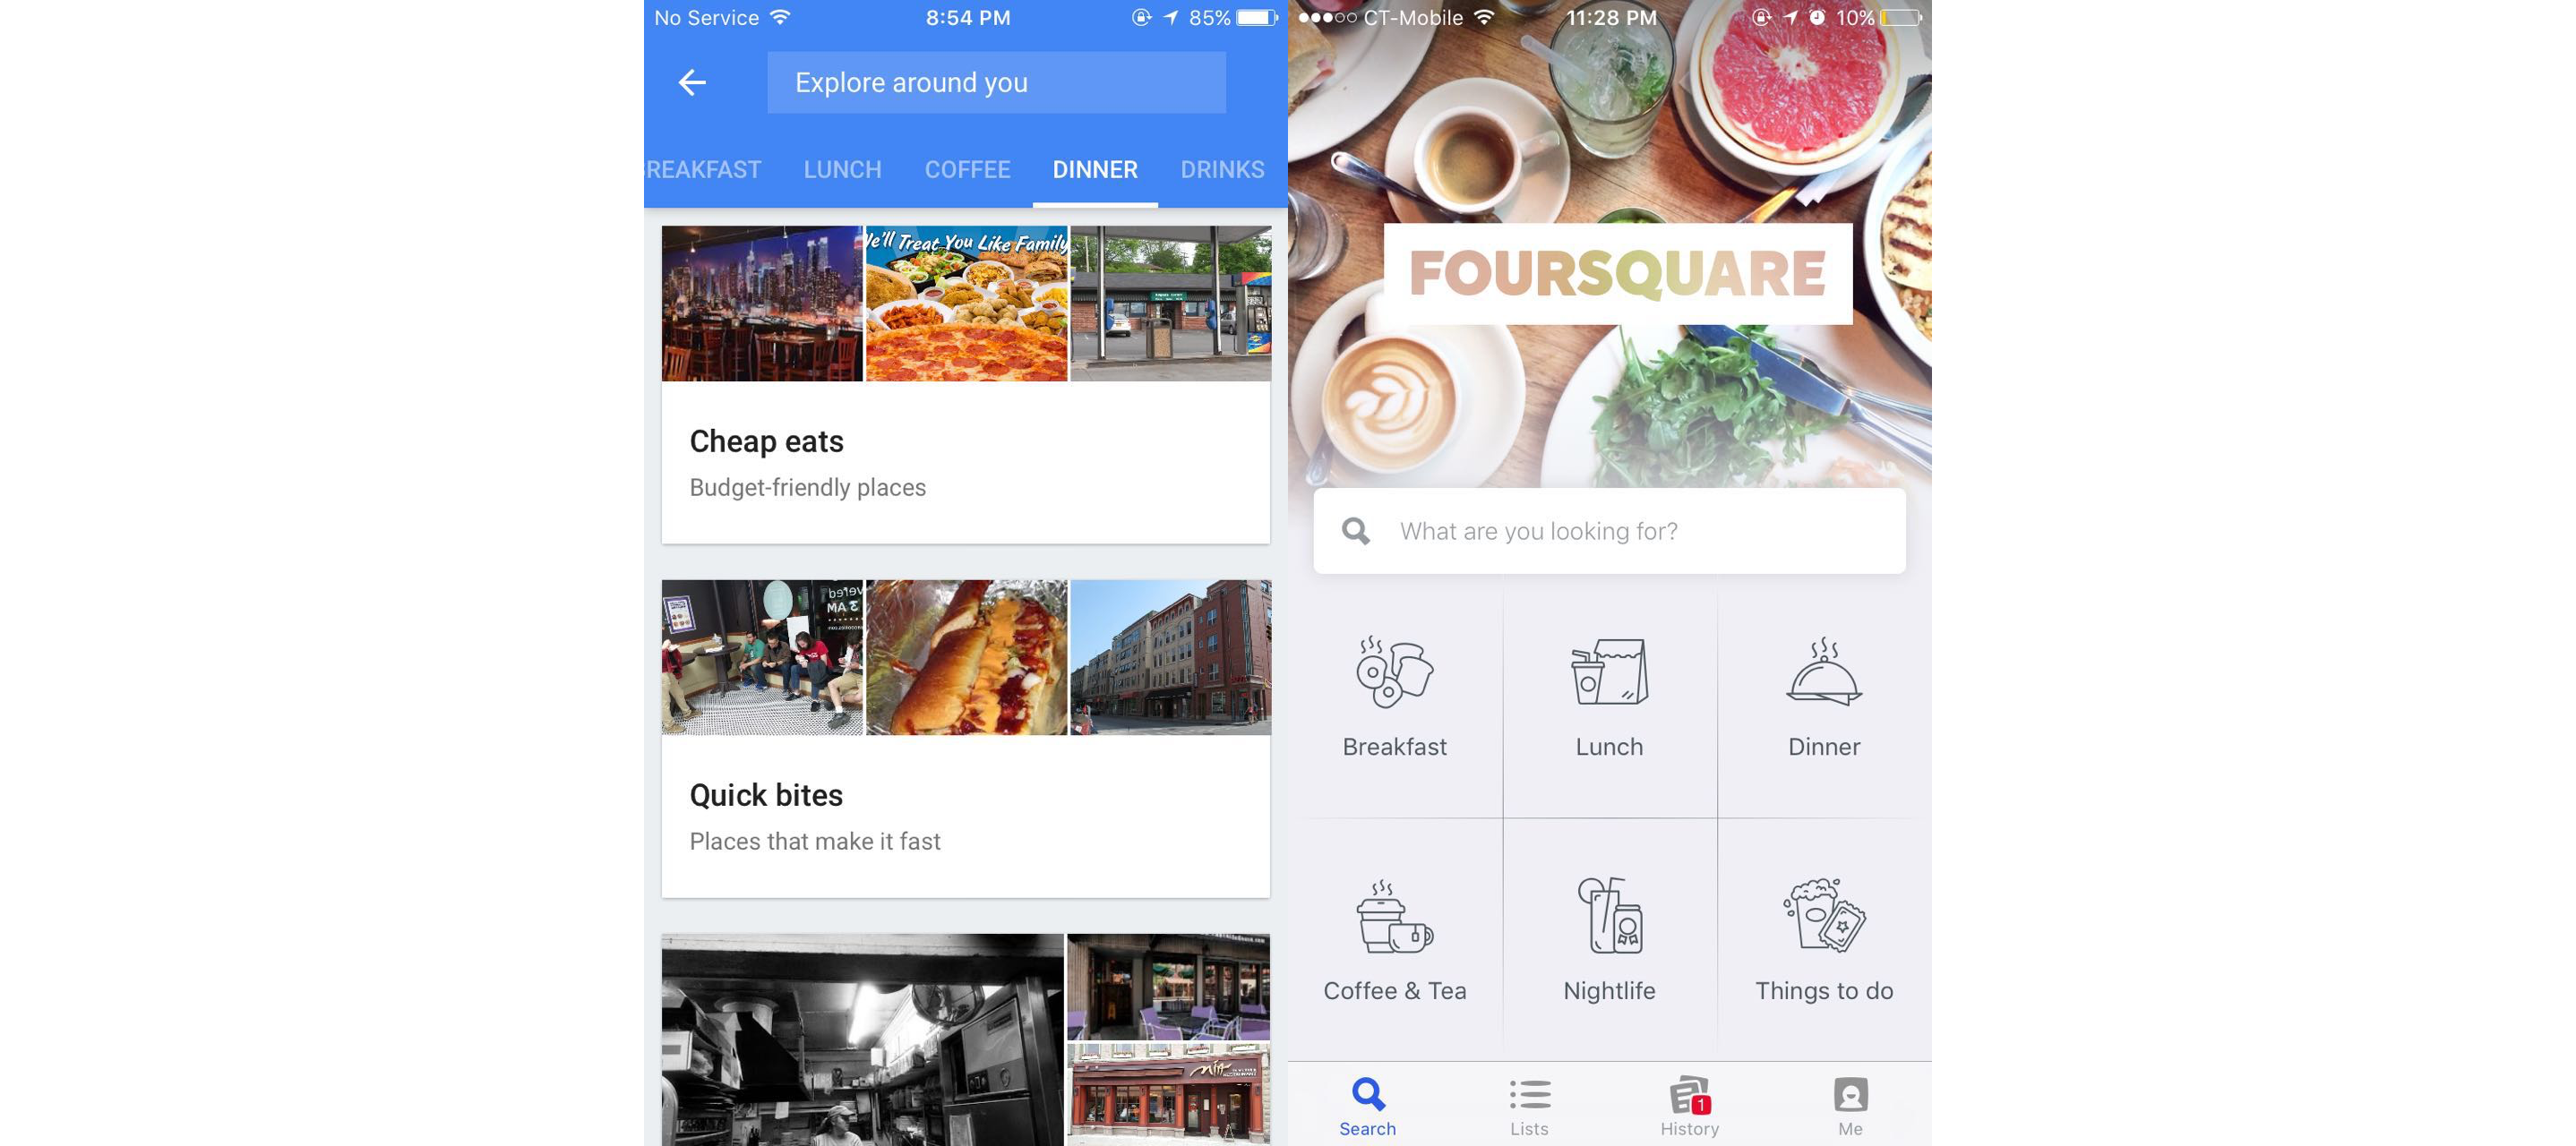 No Service
8:54 PM
85%
Explore around you
REAKFAST LUNCH COFFEE DINNER DRINKS
e'll Treat You Like Family
Cheap eats
Budget-friendly places
3 AM
Quick bites
Places that make it fast
CT-Mobile
11:28 PM
10%
FOURSQUARE
What are you looking for?
Breakfast
Lunch
Dinner
Coffee & Tea
Nightlife
Things to do
1
Search
Lists
History
Me